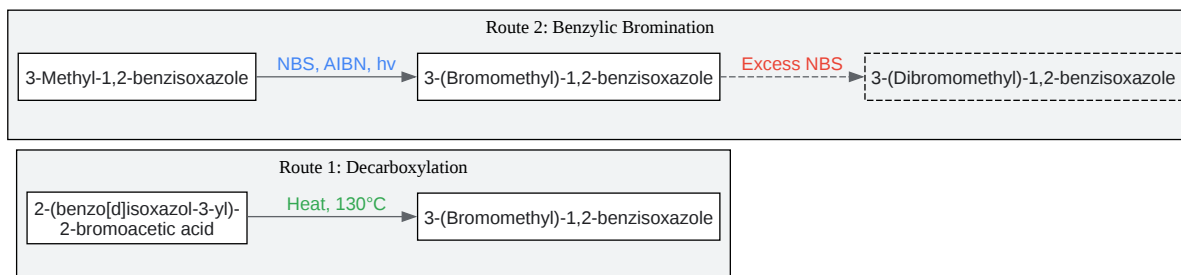 Route 2: Benzylic Bromination
3-Methyl-1,2-benzisoxazole
NBS, AIBN, hv
3-(Bromomethyl)-1,2-benzisoxazole
Excess NBS
3-(Dibromomethyl)-1,2-benzisoxazole
Route 1: Decarboxylation
2-(benzo[d]isoxazol-3-yl)-
2-bromoacetic acid
Heat, 130°C
3-(Bromomethyl)-1,2-benzisoxazole